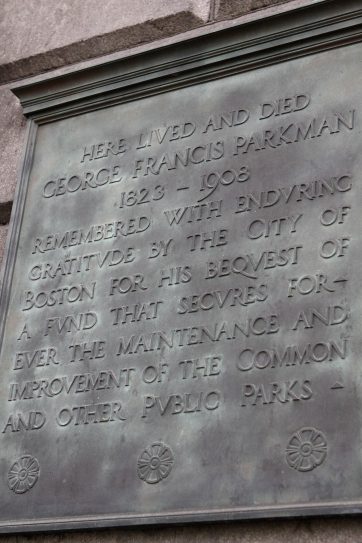 HERE LIVED AND DIED
GEORGE FRANCIS PARKMAN
1823 – 1908
REMEMBERED WITH ENDVRING
GRATITVDE BY THE CITY OF
BOSTON FOR HIS BEQVEST OF
A FVND THAT SECVRES FOR-
EVER THE MAINTENANCE AND
IMPROVEMENT OF THE COMMON
AND OTHER PVBLIC PARKS –